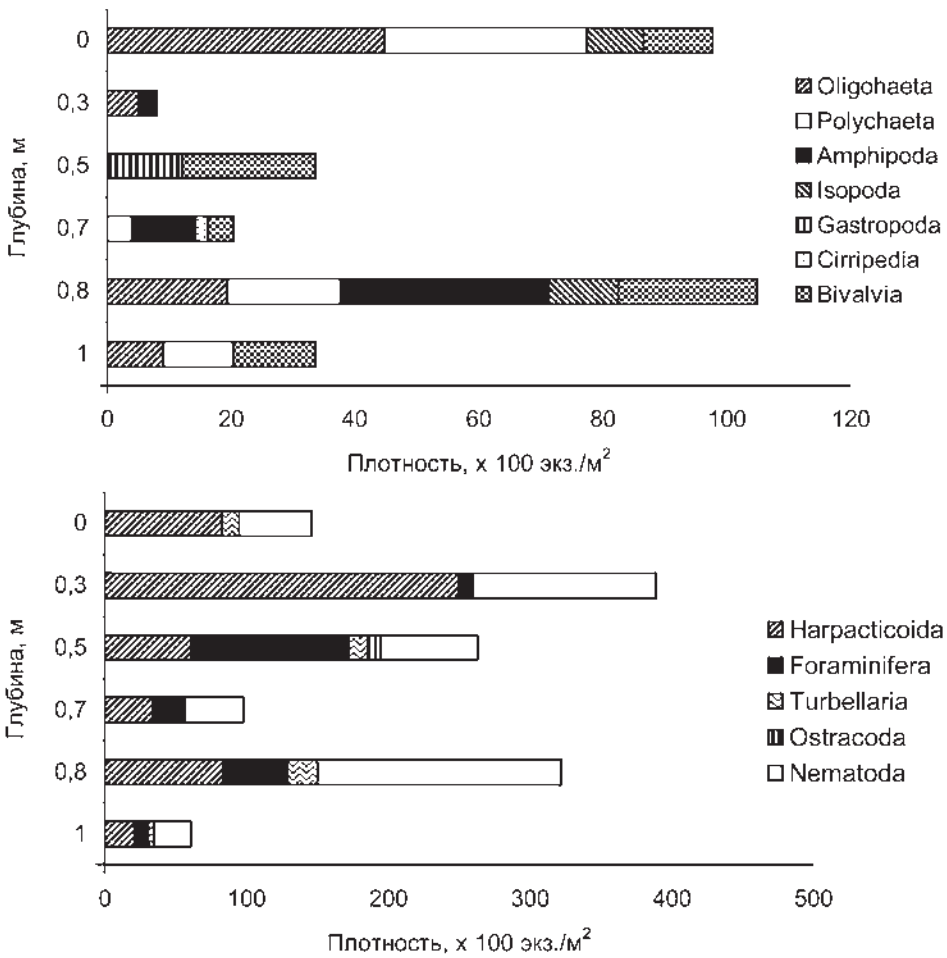 0
0,3
0,5
0,7
0,8
1
Глубина, м
0 20 40 60 80 100 120
Плотность, х 100 экз./м²
Oligohaeta
Polychaeta
Amphipoda
Isopoda
Gastropoda
Cirripedia
Bivalvia
0
0,3
0,5
0,7
0,8
1
Глубина, м
0 100 200 300 400 500
Плотность, х 100 экз./м²
Harpacticoida
Foraminifera
Turbellaria
Ostracoda
Nematoda